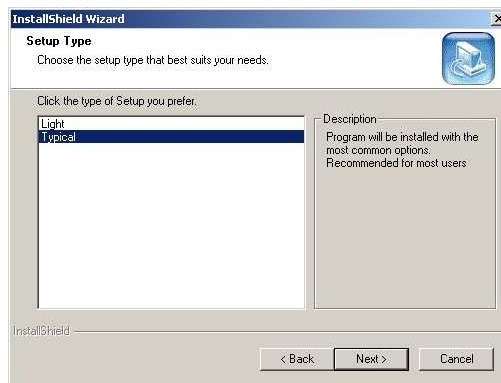 InstallShield Wizard
Setup Type
Choose the setup type that best suits your needs.
Click the type of Setup you prefer.
Light
Typical
Description
Program will be installed with the
most common options.
Recommended for most users
InstallShield
< Back
Next >
Cancel